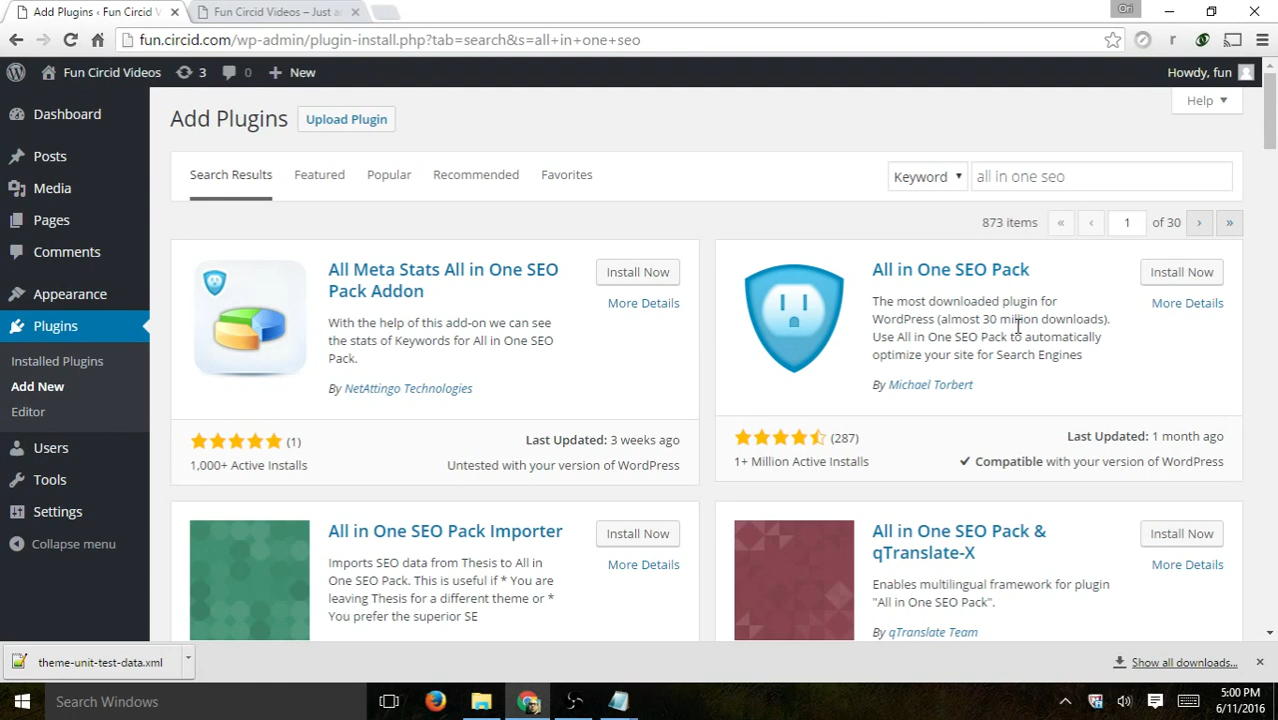 Add Plugins ‹ Fun Circid V
Fun Circid Videos – Just a
Ori
fun.circid.com/wp-admin/plugin-install.php?tab=search&s=all+in+one+seo
Fun Circid Videos
3
0
New
Howdy, fun
Dashboard
Posts
Media
Pages
Comments
Appearance
Plugins
Installed Plugins
Add New
Editor
Users
Tools
Settings
Collapse menu
Help
Add Plugins
Upload Plugin
Search Results
Featured
Popular
Recommended
Favorites
Keyword
all in one seo
873 items
«
‹
1
of 30
›
»
All Meta Stats All in One SEO
Pack Addon
Install Now
More Details
With the help of this add-on we can see
the stats of Keywords for All in One SEO
Pack.
By NetAttingo Technologies
(1)
Last Updated: 3 weeks ago
1,000+ Active Installs
Untested with your version of WordPress
All in One SEO Pack
Install Now
More Details
The most downloaded plugin for
WordPress (almost 30 million downloads).
Use All in One SEO Pack to automatically
optimize your site for Search Engines
By Michael Torbert
(287)
Last Updated: 1 month ago
1+ Million Active Installs
Compatible with your version of WordPress
All in One SEO Pack Importer
Install Now
More Details
Imports SEO data from Thesis to All in
One SEO Pack. This is useful if * You are
leaving Thesis for a different theme or *
You prefer the superior SE
All in One SEO Pack &
qTranslate-X
Install Now
More Details
Enables multilingual framework for plugin
"All in One SEO Pack".
By qTranslate Team
theme-unit-test-data.xml
Show all downloads...
Search Windows
5:00 PM
6/11/2016